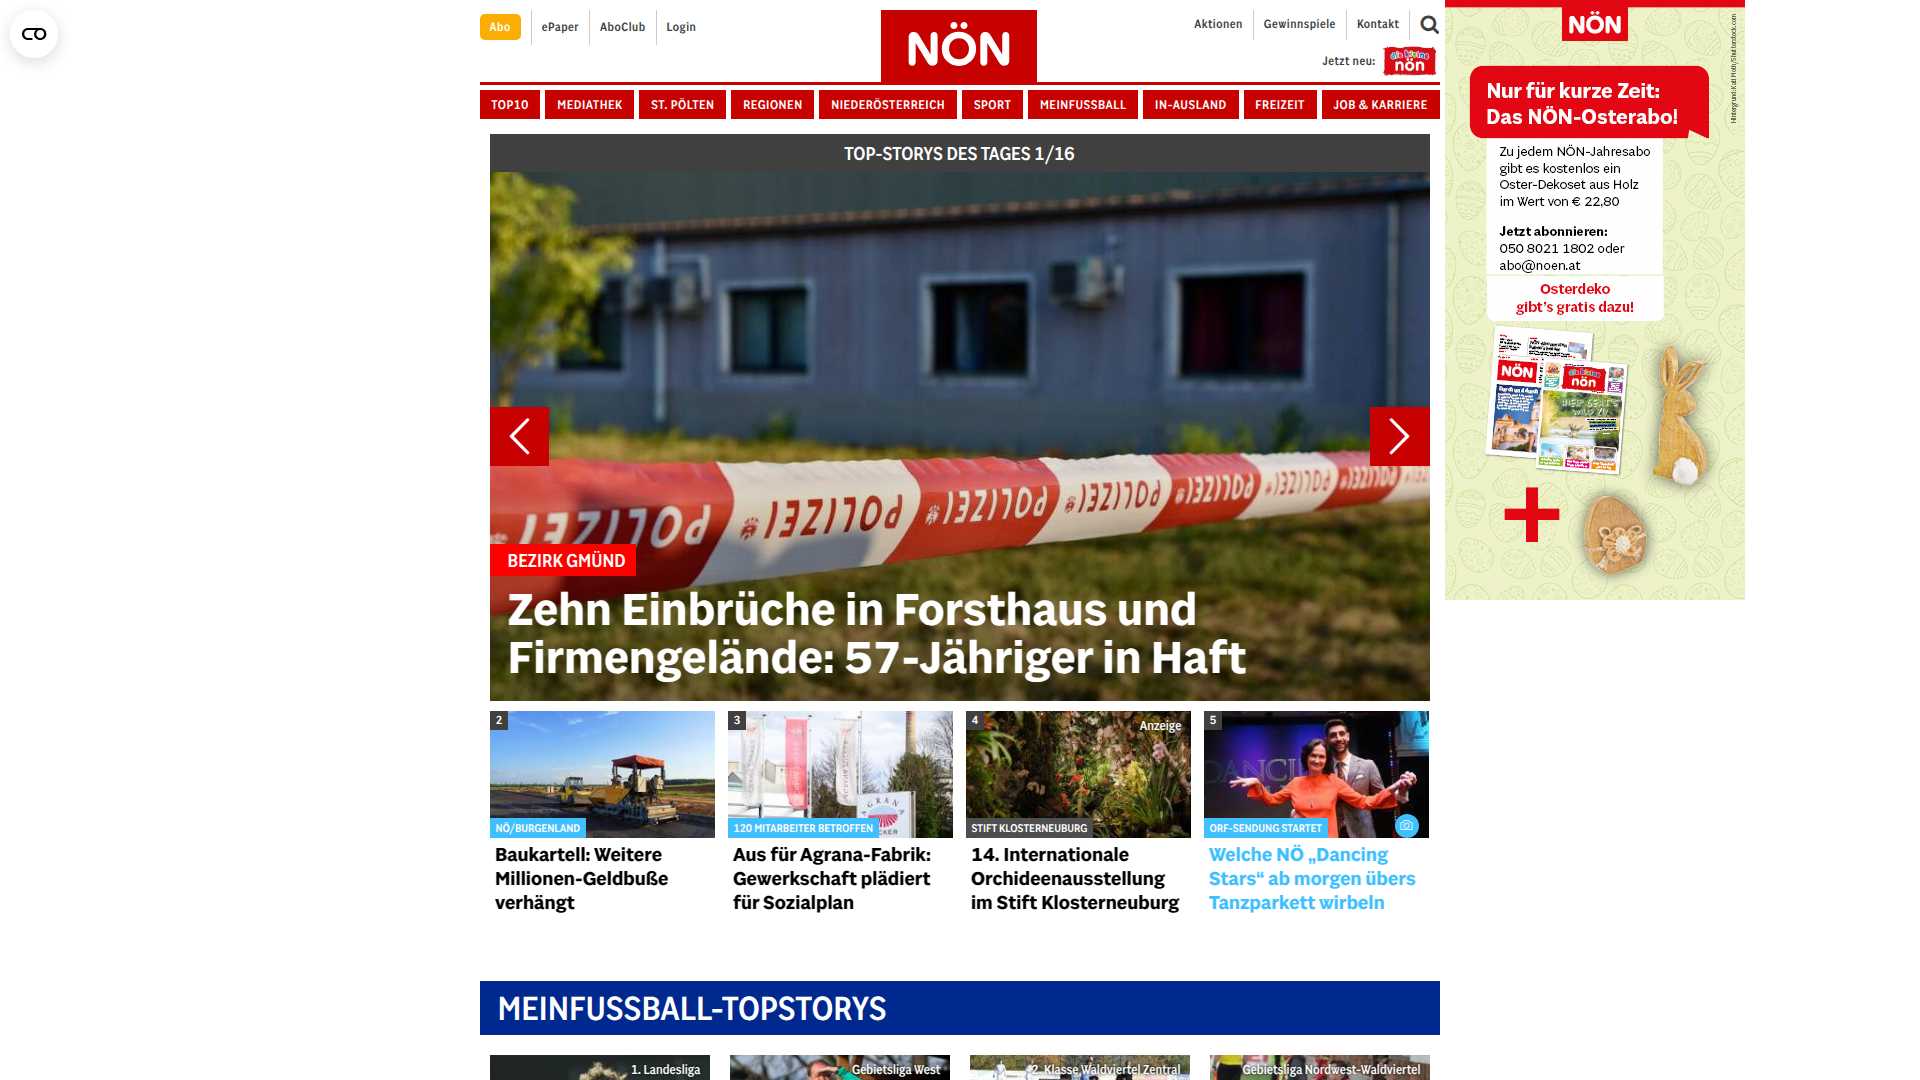 Abo
ePaper
AboClub
Login
NÖN
Aktionen
Gewinnspiele
Kontakt
Jetzt neu:
die kleine
nön
TOP10
MEDIATHEK
ST. PÖLTEN
REGIONEN
NIEDERÖSTERREICH
SPORT
MEINFUSSBALL
IN-AUSLAND
FREIZEIT
JOB & KARRIERE
TOP-STORYS DES TAGES 1/16
POLIZEI POLIZEI POLIZEI POLIZEI POLIZEI POLIZEI POLIZEI
BEZIRK GMÜND
Zehn Einbrüche in Forsthaus und
Firmengelände: 57-Jähriger in Haft
2
NÖ/BURGENLAND
Baukartell: Weitere
Millionen-Geldbuße
verhängt
3
AGRANA
120 MITARBEITER BETROFFEN
Aus für Agrana-Fabrik:
Gewerkschaft plädiert
für Sozialplan
4
Anzeige
STIFT KLOSTERNEUBURG
14. Internationale
Orchideenausstellung
im Stift Klosterneuburg
5
DANCING
ORF-SENDUNG STARTET
Welche NÖ „Dancing
Stars“ ab morgen übers
Tanzparkett wirbeln
MEINFUSSBALL-TOPSTORYS
1. Landesliga
Gebietsliga West
2. Klasse Waldviertel Zentral
Gebietsliga Nordwest-Waldviertel
NÖN
Nur für kurze Zeit:
Das NÖN-Osterabo!
Zu jedem NÖN-Jahresabo
gibt es kostenlos ein
Oster-Dekoset aus Holz
im Wert von € 22,80
Jetzt abonnieren:
050 8021 1802 oder
abo@noen.at
Osterdeko
gibt's gratis dazu!
NÖN
die kleine
nön